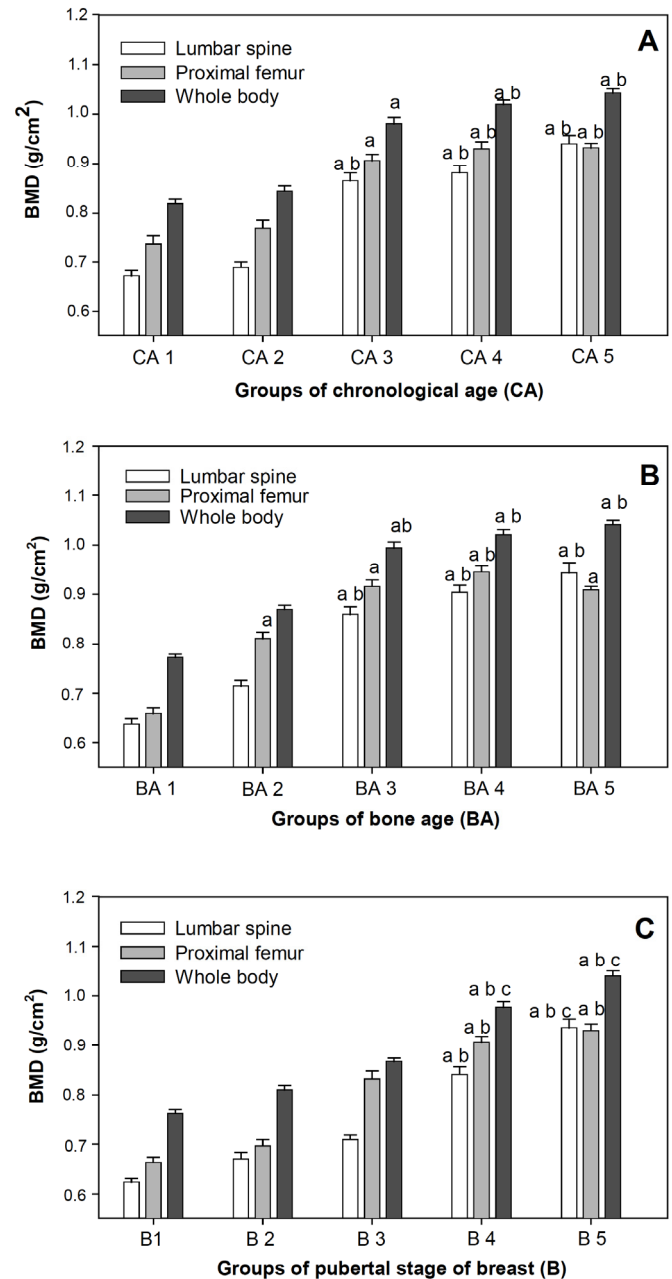 1.2
A
Lumbar spine
Proximal femur
Whole body
1.1
1.0
0.9
0.8
0.7
0.6
BMD (g/cm²)
a b
a
a
a b
a b
a b
a b
a b
a b
CA 1 CA 2 CA 3 CA 4 CA 5
Groups of chronological age (CA)
1.2
B
Lumbar spine
Proximal femur
Whole body
1.1
1.0
0.9
0.8
0.7
0.6
BMD (g/cm²)
a
a b
a
ab
a b
a b
a b
a b
a
a b
BA 1 BA 2 BA 3 BA 4 BA 5
Groups of bone age (BA)
1.2
C
Lumbar spine
Proximal femur
Whole body
1.1
1.0
0.9
0.8
0.7
0.6
BMD (g/cm²)
a b
a b
a b c
a b c
a b
a b c
B1 B 2 B 3 B 4 B 5
Groups of pubertal stage of breast (B)